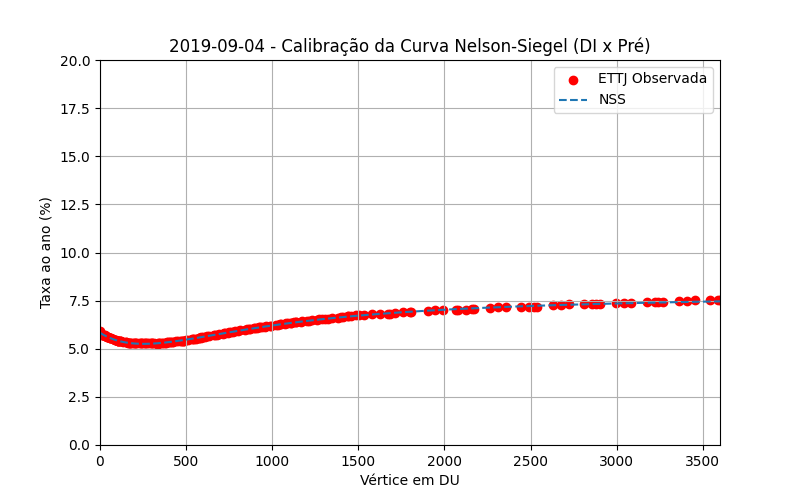 2019-09-04 - Calibração da Curva Nelson-Siegel (DI x Pré)
20.0
17.5
15.0
12.5
10.0
7.5
5.0
2.5
0.0
Taxa ao ano (%)
ETTJ Observada
NSS
0 500 1000 1500 2000 2500 3000 3500
Vértice em DU